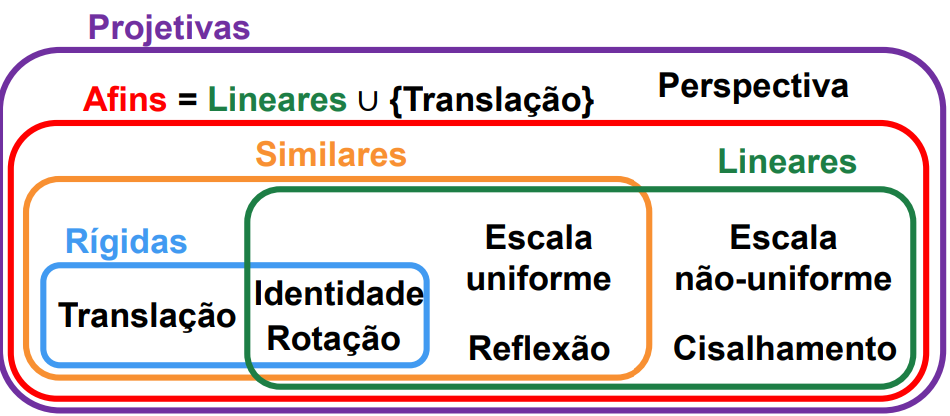 Projetivas
Afins = Lineares ∪ {Translação}
Perspectiva
Similares
Lineares
Rígidas
Translação
Identidade
Rotação
Escala
uniforme
Reflexão
Escala
não-uniforme
Cisalhamento